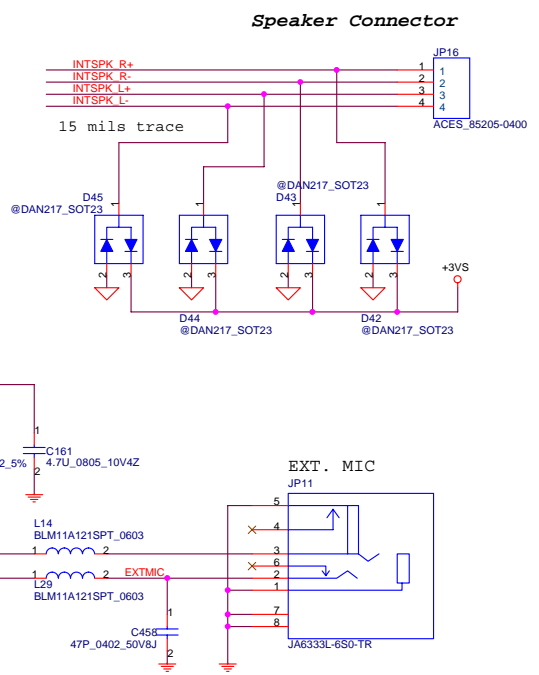 Speaker Connector
JP16
INTSPK_R+
INTSPK_R-
INTSPK_L+
INTSPK_L-
1
2
3
4
1
2
3
4
ACES_85205-0400
15 mils trace
D45
@DAN217_SOT23
@DAN217_SOT23
D43
1
1
1
1
2
3
2
3
2
3
2
3
+3VS
D44
@DAN217_SOT23
D42
@DAN217_SOT23
1
C161
2_5%
4.7U_0805_10V4Z
2
EXT. MIC
JP11
5
4
3
6
2
1
7
8
JA6333L-6S0-TR
L14
BLM11A121SPT_0603
1
2
1
2
EXTMIC
L29
BLM11A121SPT_0603
1
C458
47P_0402_50V8J
2